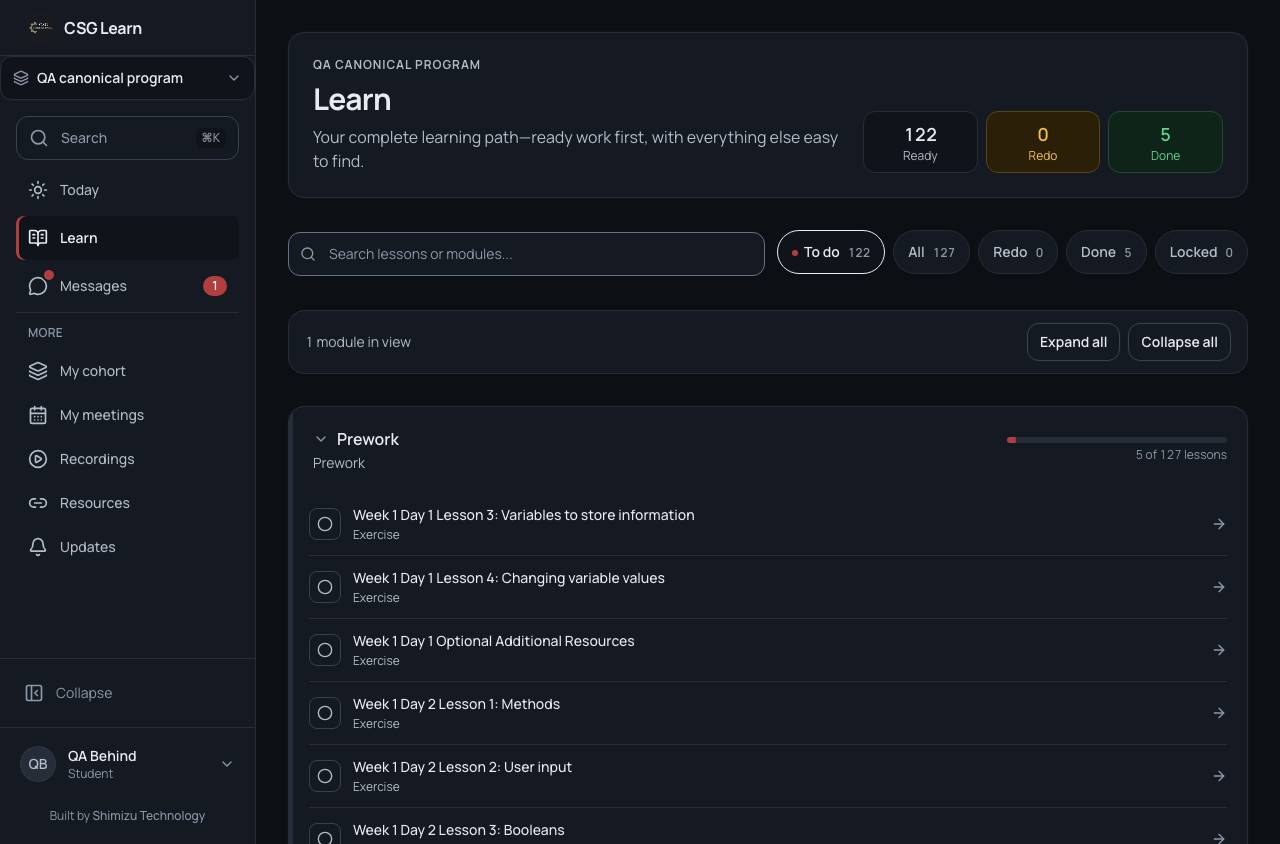 CSG Learn
QA canonical program
Search ⌘K
Today
Learn
Messages 1
MORE
My cohort
My meetings
Recordings
Resources
Updates
Collapse
QB
QA Behind
Student
Built by Shimizu Technology
QA CANONICAL PROGRAM
Learn
Your complete learning path—ready work first, with everything else easy
to find.
122
Ready
0
Redo
5
Done
Search lessons or modules...
To do 122
All 127
Redo 0
Done 5
Locked 0
1 module in view
Expand all
Collapse all
Prework
Prework
5 of 127 lessons
Week 1 Day 1 Lesson 3: Variables to store information
Exercise
Week 1 Day 1 Lesson 4: Changing variable values
Exercise
Week 1 Day 1 Optional Additional Resources
Exercise
Week 1 Day 2 Lesson 1: Methods
Exercise
Week 1 Day 2 Lesson 2: User input
Exercise
Week 1 Day 2 Lesson 3: Booleans